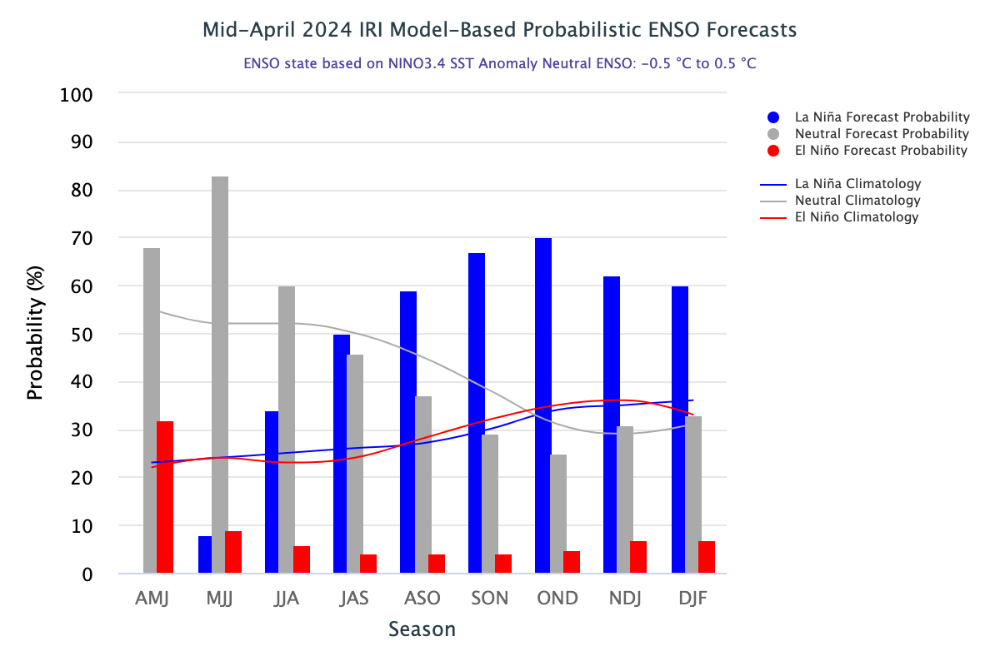 Mid-April 2024 IRI Model-Based Probabilistic ENSO Forecasts
ENSO state based on NINO3.4 SST Anomaly Neutral ENSO: -0.5 °C to 0.5 °C
100
90
80
70
60
50
40
30
20
10
0
Probability (%)
AMJ MJJ JJA JAS ASO SON OND NDJ DJF
Season
La Niña Forecast Probability
Neutral Forecast Probability
El Niño Forecast Probability
La Niña Climatology
Neutral Climatology
El Niño Climatology